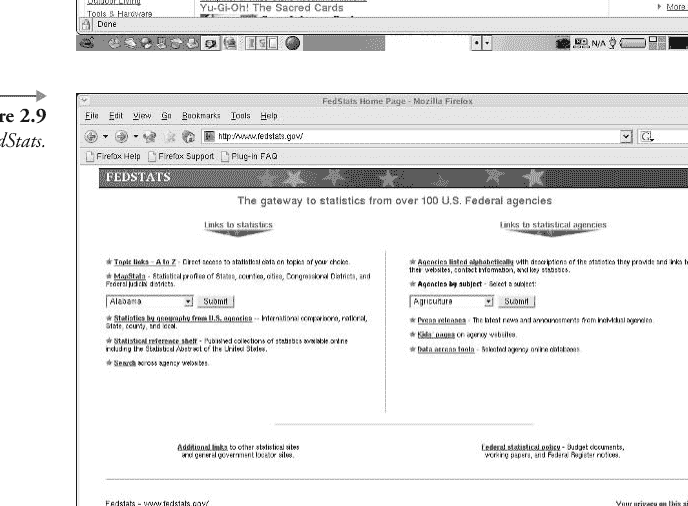 Outdoor Living
Tools & Hardware
Yu-Gi-Oh! The Sacred Cards
More
Done
N/A
re 2.9
dStats.
FedStats Home Page - Mozilla Firefox
File Edit View Go Bookmarks Tools Help
http://www.fedstats.gov/
G
Firefox Help Firefox Support Plug-in FAQ
FEDSTATS
The gateway to statistics from over 100 U.S. Federal agencies
Links to statistics
Topic links - A to Z - Direct access to statistical data on topics of your choice.
MapStats - Statistical profiles of States, counties, cities, Congressional Districts, and
Federal judicial districts.
Alabama Submit
Statistics by geography from U.S. agencies -- International comparisons, national,
State, county, and local.
Statistical reference shelf - Published collections of statistics available online
including the Statistical Abstract of the United States.
Search across agency websites.
Links to statistical agencies
Agencies listed alphabetically with descriptions of the statistics they provide and links to
their websites, contact information, and key statistics.
Agencies by subject - Select a subject:
Agriculture Submit
Press releases - The latest news and announcements from individual agencies.
Kids' pages on agency websites.
Data access tools - Selected agency online databases.
Additional links to other statistical sites
and general government locator sites.
Federal statistical policy - Budget documents,
working papers, and Federal Register notices.
Fedstats - www.fedstats.gov/
Your privacy on this si